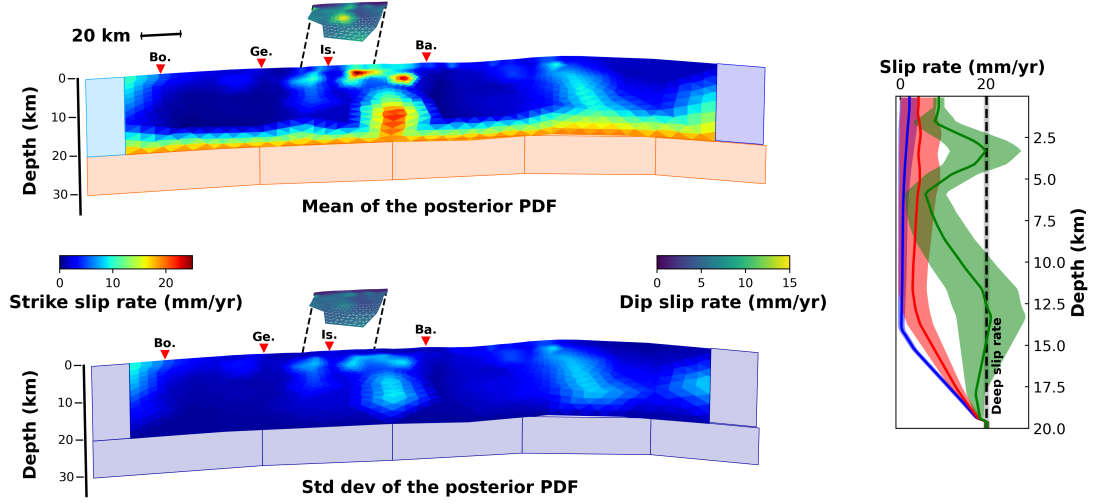 20 km
Bo.
Ge.
Is.
Ba.
0
10
20
30
Depth (km)
Mean of the posterior PDF
0
10
20
Strike slip rate (mm/yr)
0
5
10
15
Dip slip rate (mm/yr)
Bo.
Ge.
Is.
Ba.
0
10
20
30
Depth (km)
Std dev of the posterior PDF
Slip rate (mm/yr)
0
20
2.5
5.0
7.5
10.0
12.5
15.0
17.5
20.0
Depth (km)
Deep slip rate